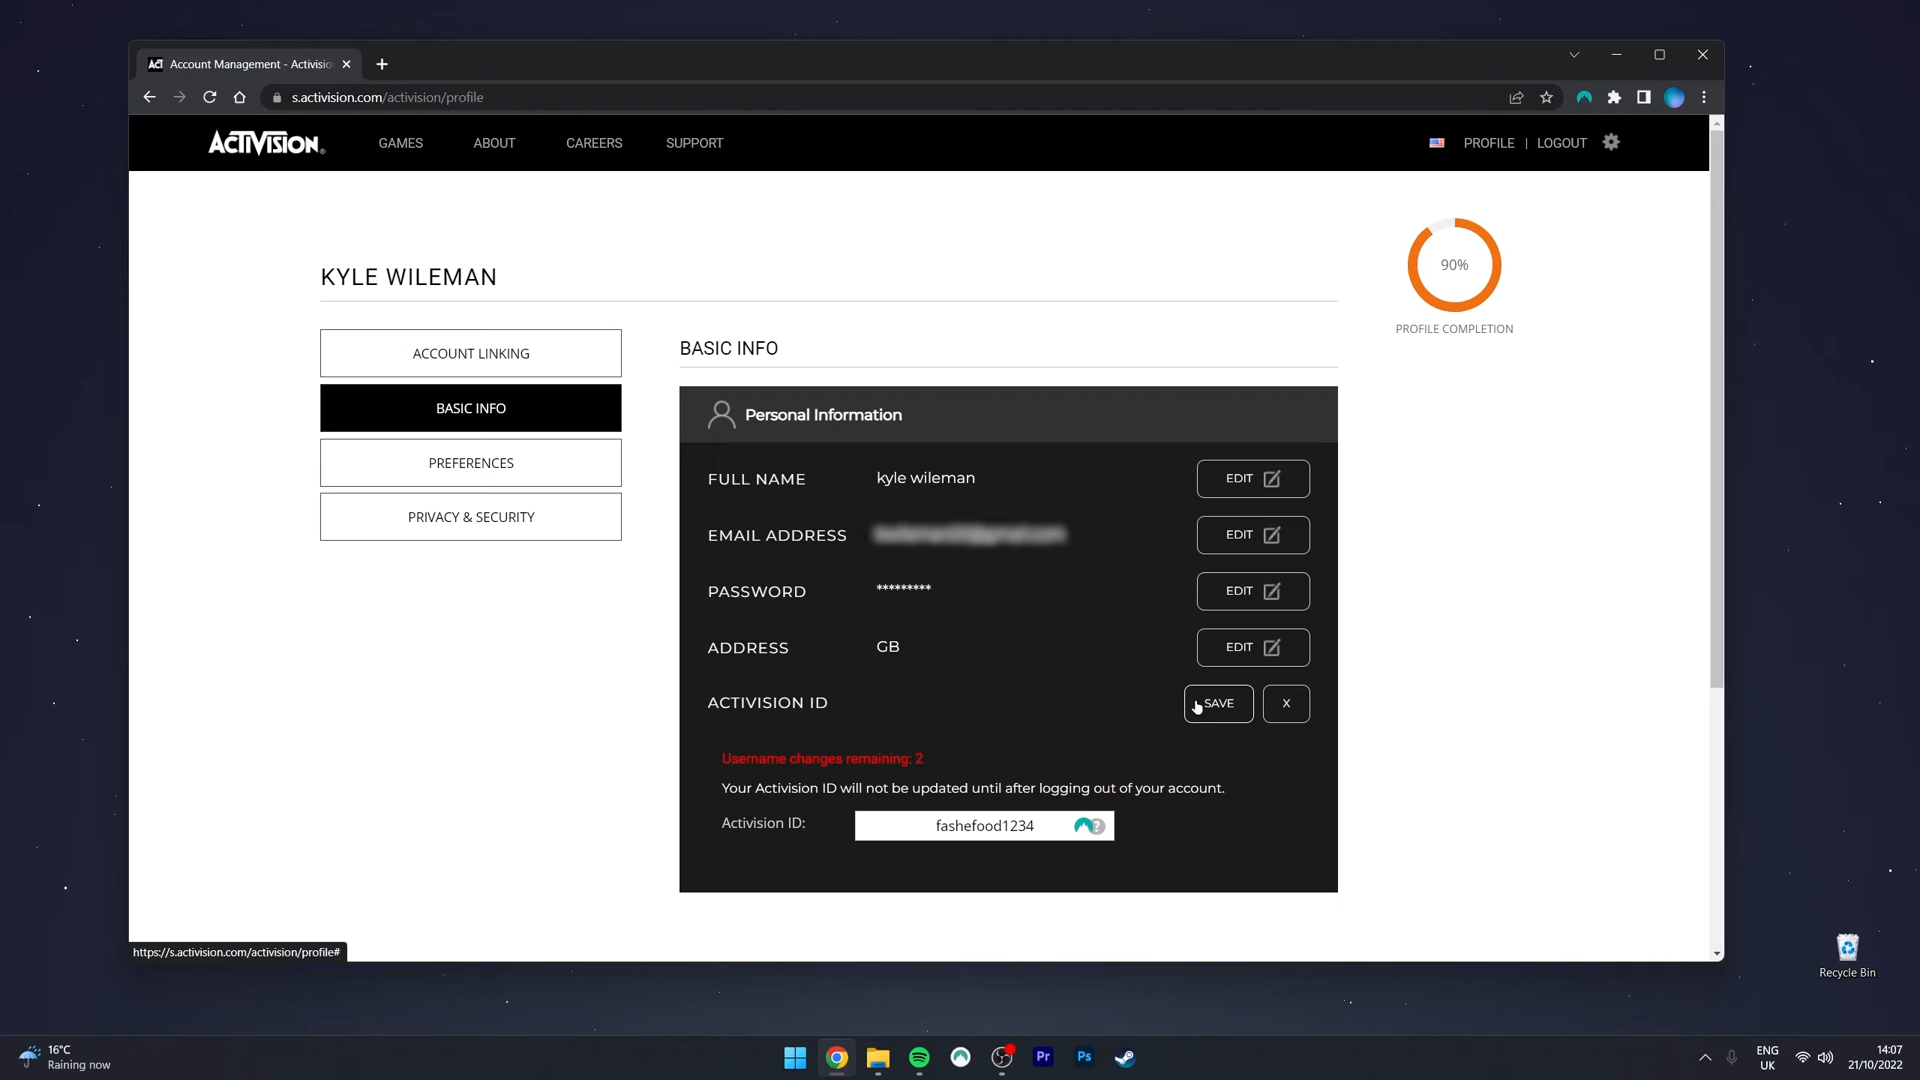 Account Management - Activisio
s.activision.com/activision/profile
ACTIVISION
GAMES
ABOUT
CAREERS
SUPPORT
PROFILE | LOGOUT
90%
PROFILE COMPLETION
KYLE WILEMAN
ACCOUNT LINKING
BASIC INFO
PREFERENCES
PRIVACY & SECURITY
BASIC INFO
Personal Information
FULL NAME kyle wileman EDIT
EMAIL ADDRESS EDIT
PASSWORD ********* EDIT
ADDRESS GB EDIT
ACTIVISION ID SAVE X
Username changes remaining: 2
Your Activision ID will not be updated until after logging out of your account.
Activision ID: fashefood1234 ?
https://s.activision.com/activision/profile#
Recycle Bin
16°C
Raining now
Pr
Ps
ENG
UK
14:07
21/10/2022